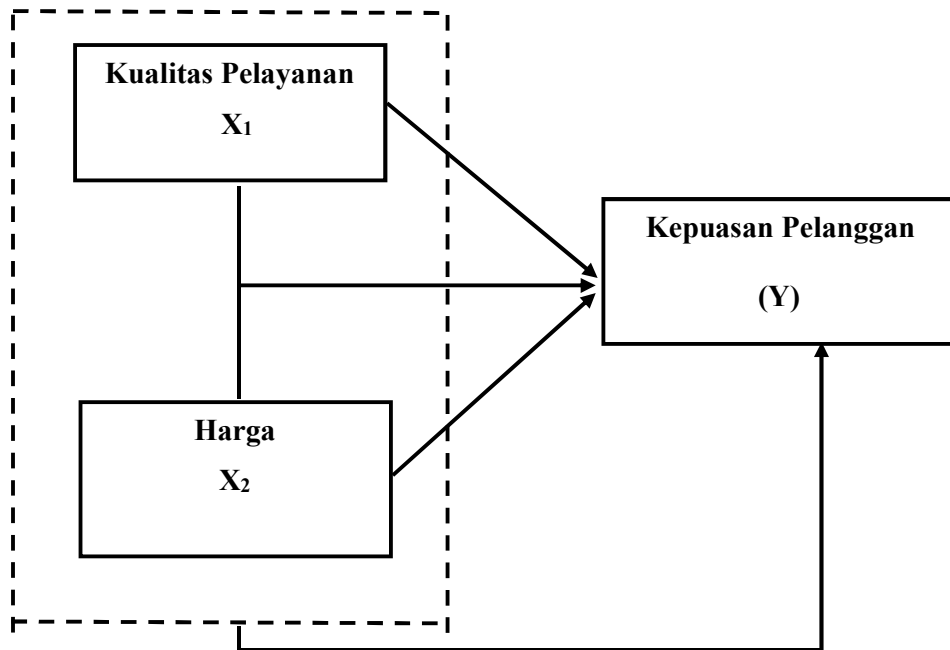 Kualitas Pelayanan
X₁
Kepuasan Pelanggan
(Y)
Harga
X₂